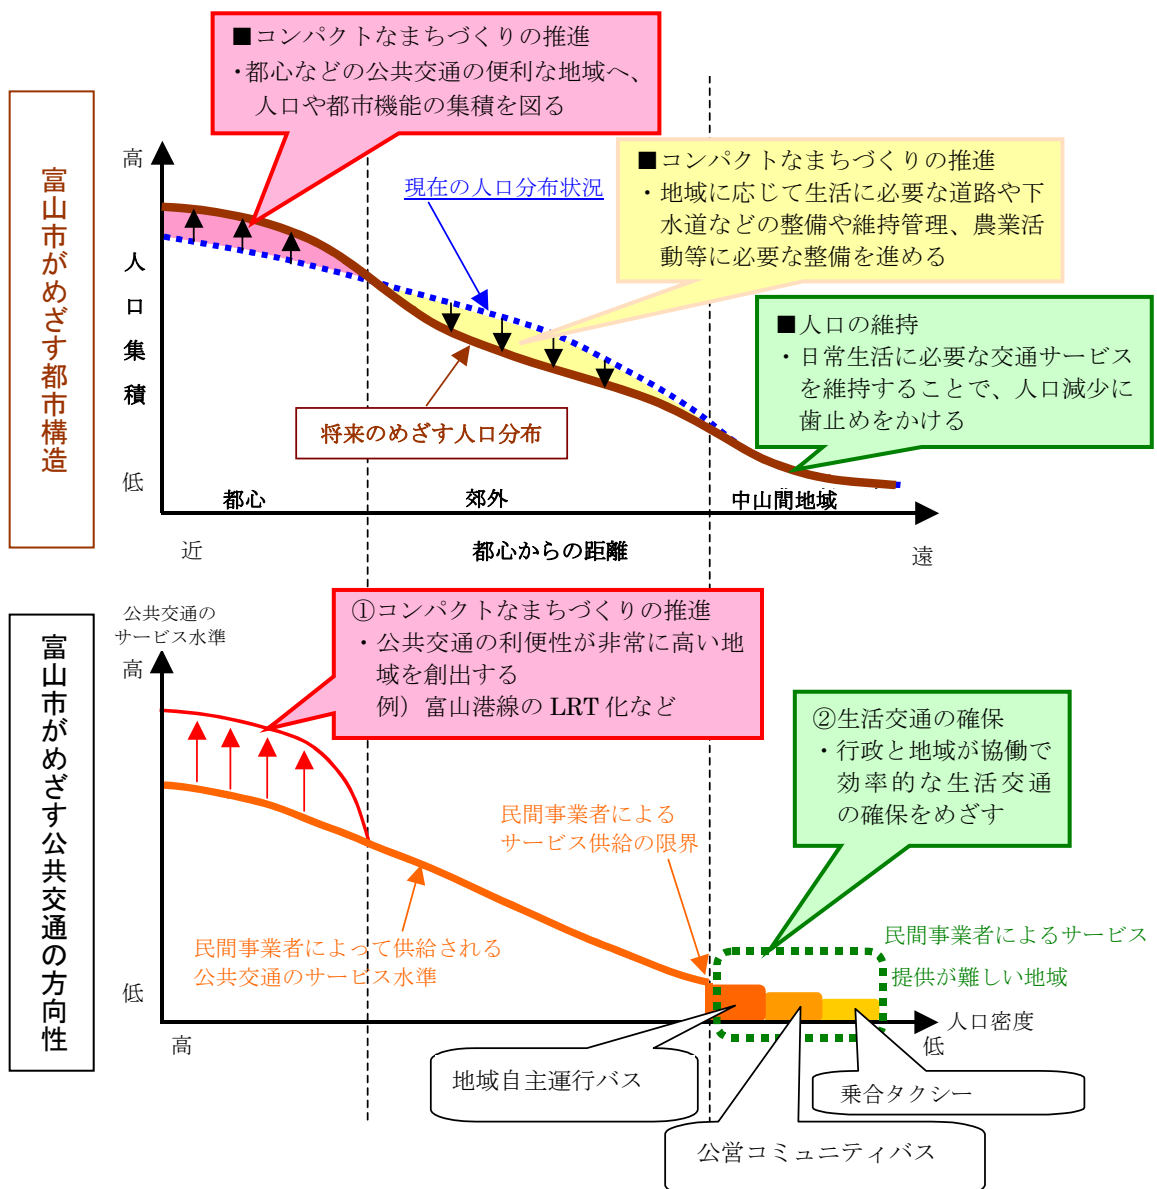 ■コンパクトなまちづくりの推進
・都心などの公共交通の便利な地域へ、
人口や都市機能の集積を図る
富山市がめざす都市構造
高
人口集積
低
現在の人口分布状況
■コンパクトなまちづくりの推進
・地域に応じて生活に必要な道路や下
水道などの整備や維持管理、農業活
動等に必要な整備を進める
■人口の維持
・日常生活に必要な交通サービス
を維持することで、人口減少に
歯止めをかける
将来のめざす人口分布
都心
郊外
中山間地域
近
都心からの距離
遠
富山市がめざす公共交通の方向性
公共交通の
サービス水準
高
①コンパクトなまちづくりの推進
・公共交通の利便性が非常に高い地
域を創出する
例）富山港線の LRT 化など
②生活交通の確保
・行政と地域が協働で
効率的な生活交通
の確保をめざす
民間事業者による
サービス供給の限界
民間事業者によって供給される
公共交通のサービス水準
民間事業者によるサービス
提供が難しい地域
低
高
人口密度
低
地域自主運行バス
乗合タクシー
公営コミュニティバス